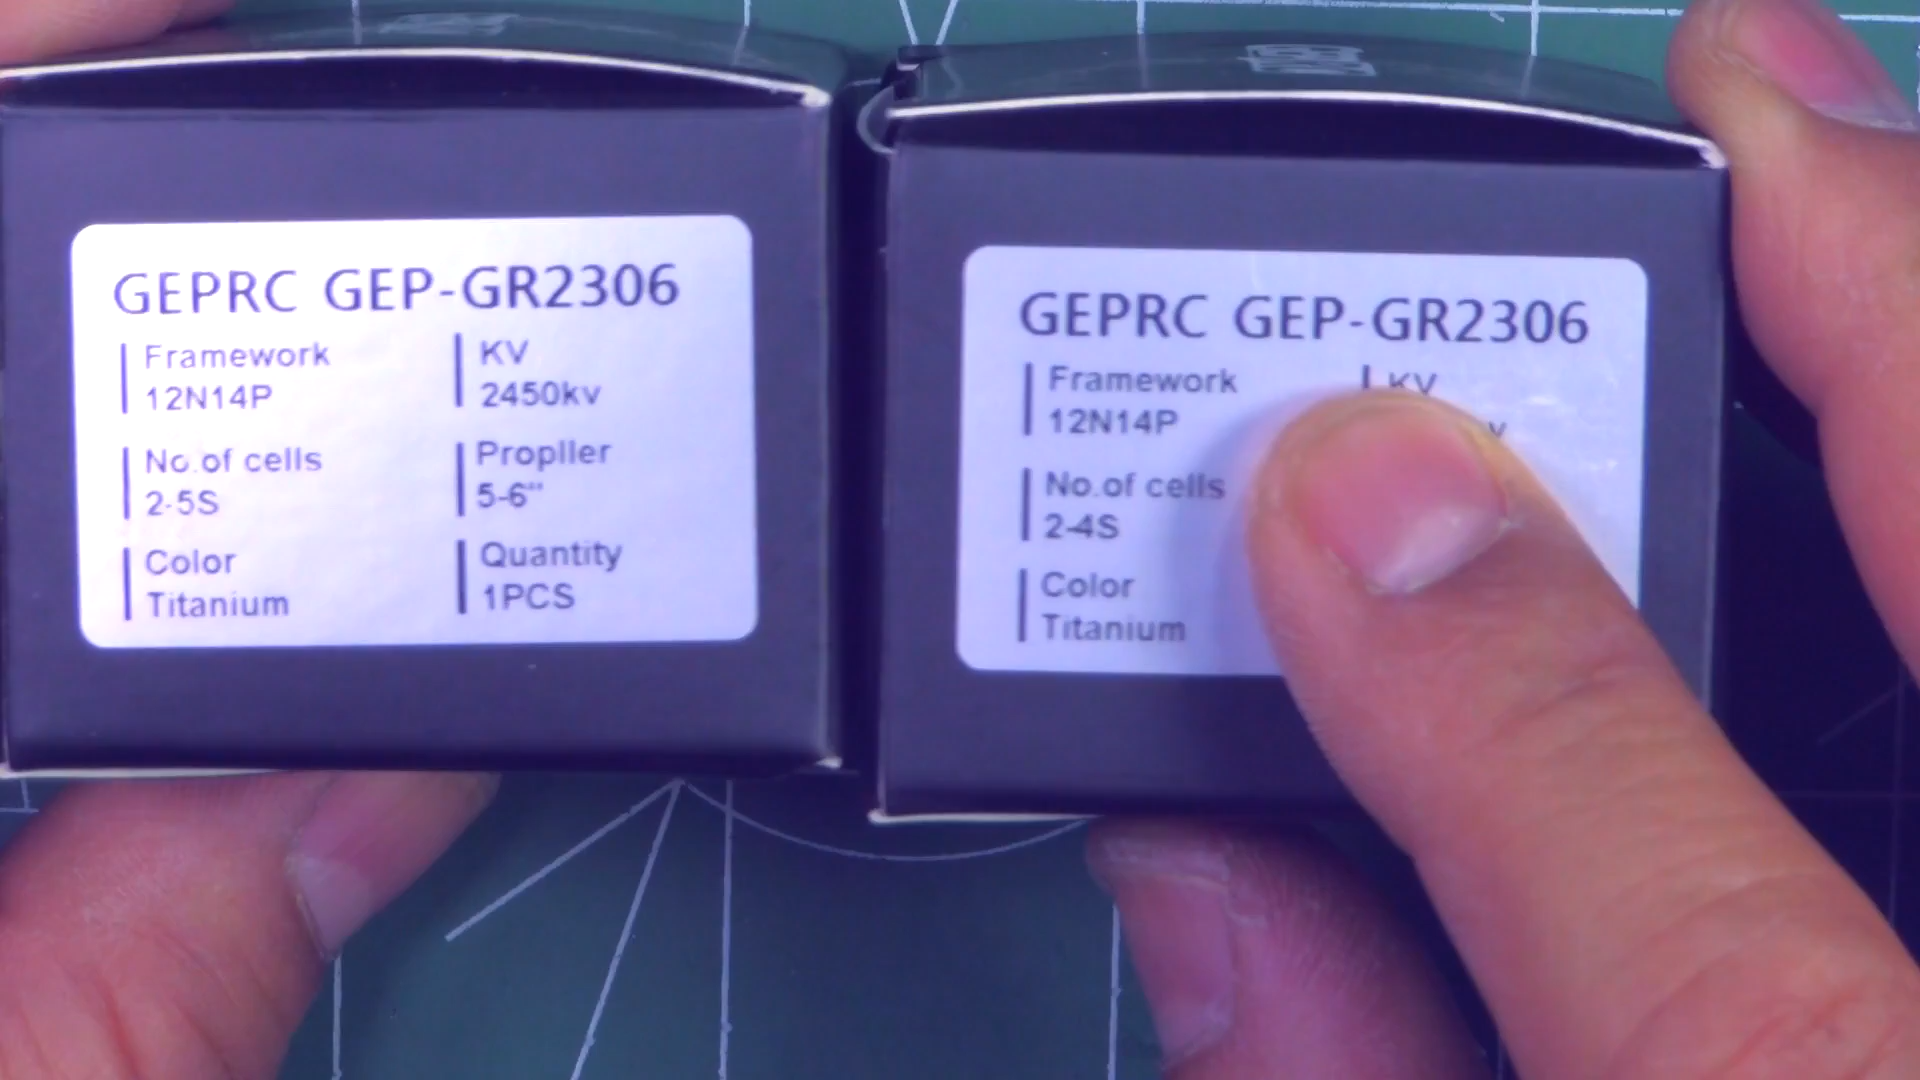 GEPRC GEP-GR2306
Framework
12N14P
KV
2450kv
No.of cells
2-5S
Propller
5-6"
Color
Titanium
Quantity
1PCS
GEPRC GEP-GR2306
Framework
12N14P
KV
v
No.of cells
2-4S
Color
Titanium